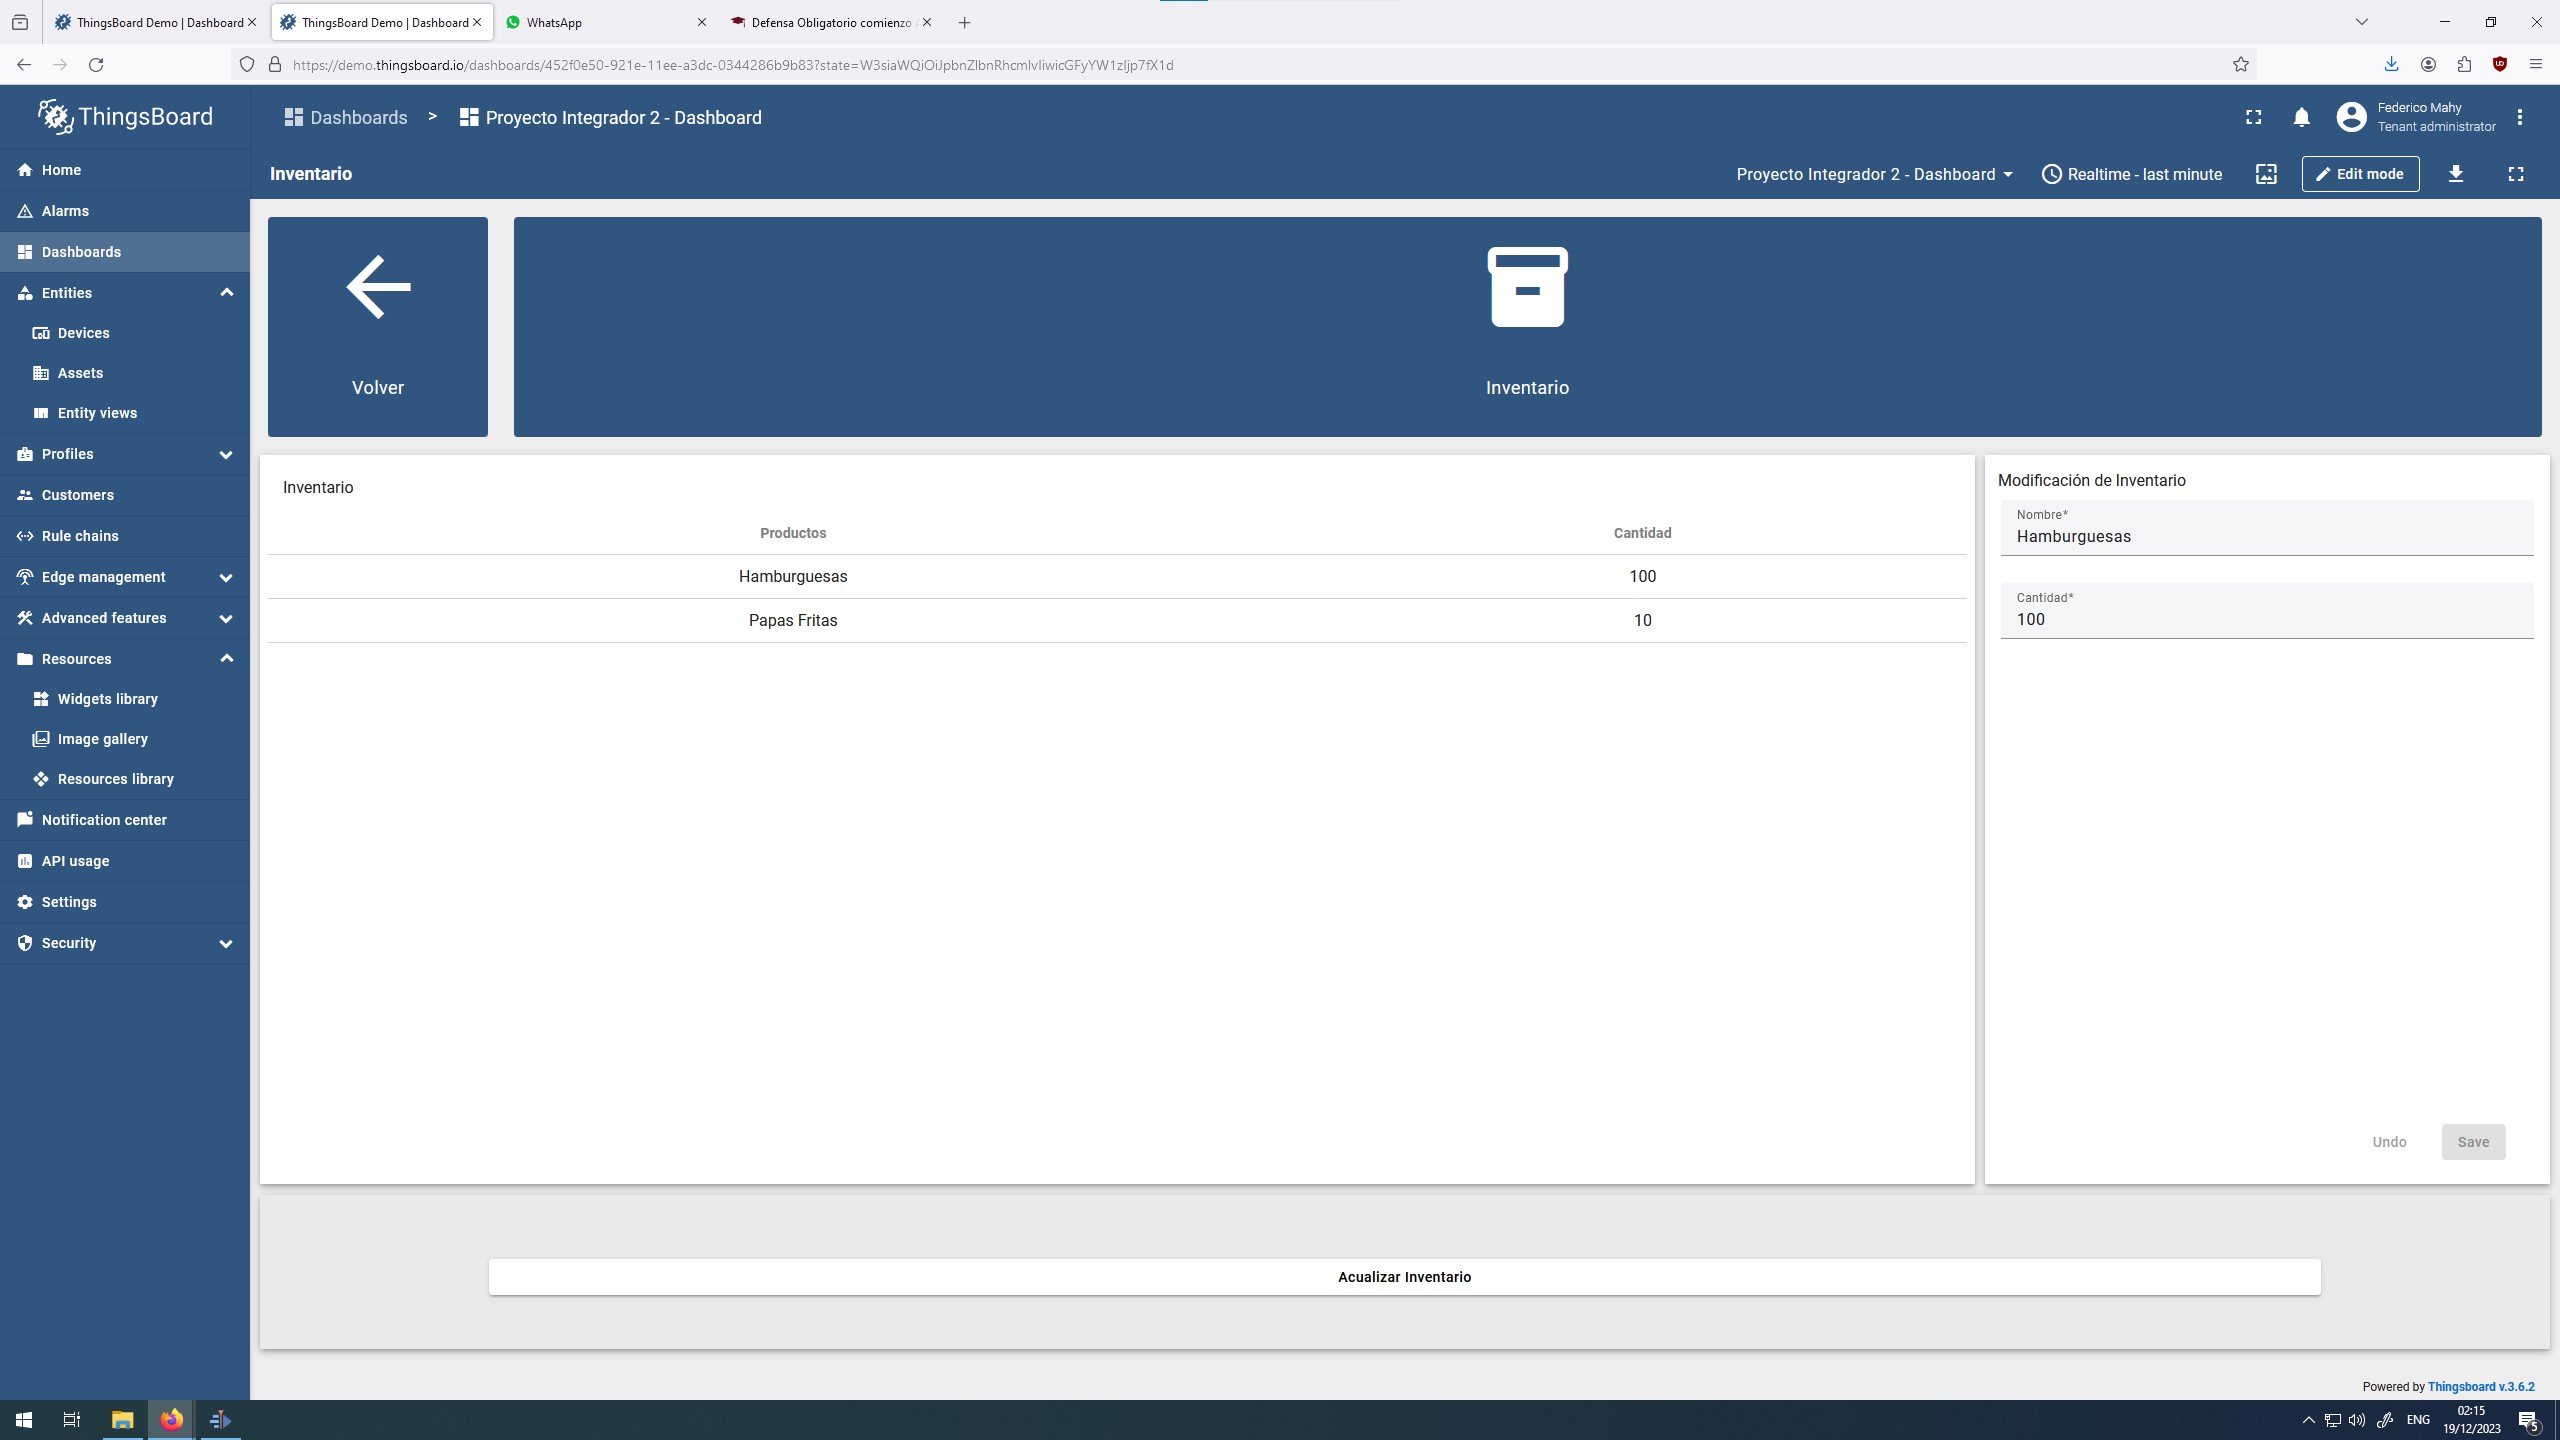 ThingsBoard Demo | Dashboard
ThingsBoard Demo | Dashboard
WhatsApp
Defensa Obligatorio comienzo
https://demo.thingsboard.io/dashboards/452f0e50-921e-11ee-a3dc-0344286b9b83?state=W3siaWQiOiJpbnZlbnRhcmlvIiwicGFyYW1zIjp7fX1d
ThingsBoard
Dashboards > Proyecto Integrador 2 - Dashboard
Federico Mahy
Tenant administrator
Inventario
Proyecto Integrador 2 - Dashboard
Realtime - last minute
Edit mode
Home
Alarms
Dashboards
Entities
Devices
Assets
Entity views
Profiles
Customers
Rule chains
Edge management
Advanced features
Resources
Widgets library
Image gallery
Resources library
Notification center
API usage
Settings
Security
Volver
Inventario
Inventario
Productos Cantidad
Hamburguesas 100
Papas Fritas 10
Modificación de Inventario
Nombre*
Hamburguesas
Cantidad*
100
Undo Save
Acualizar Inventario
Powered by Thingsboard v.3.6.2
ENG
02:15
19/12/2023
5